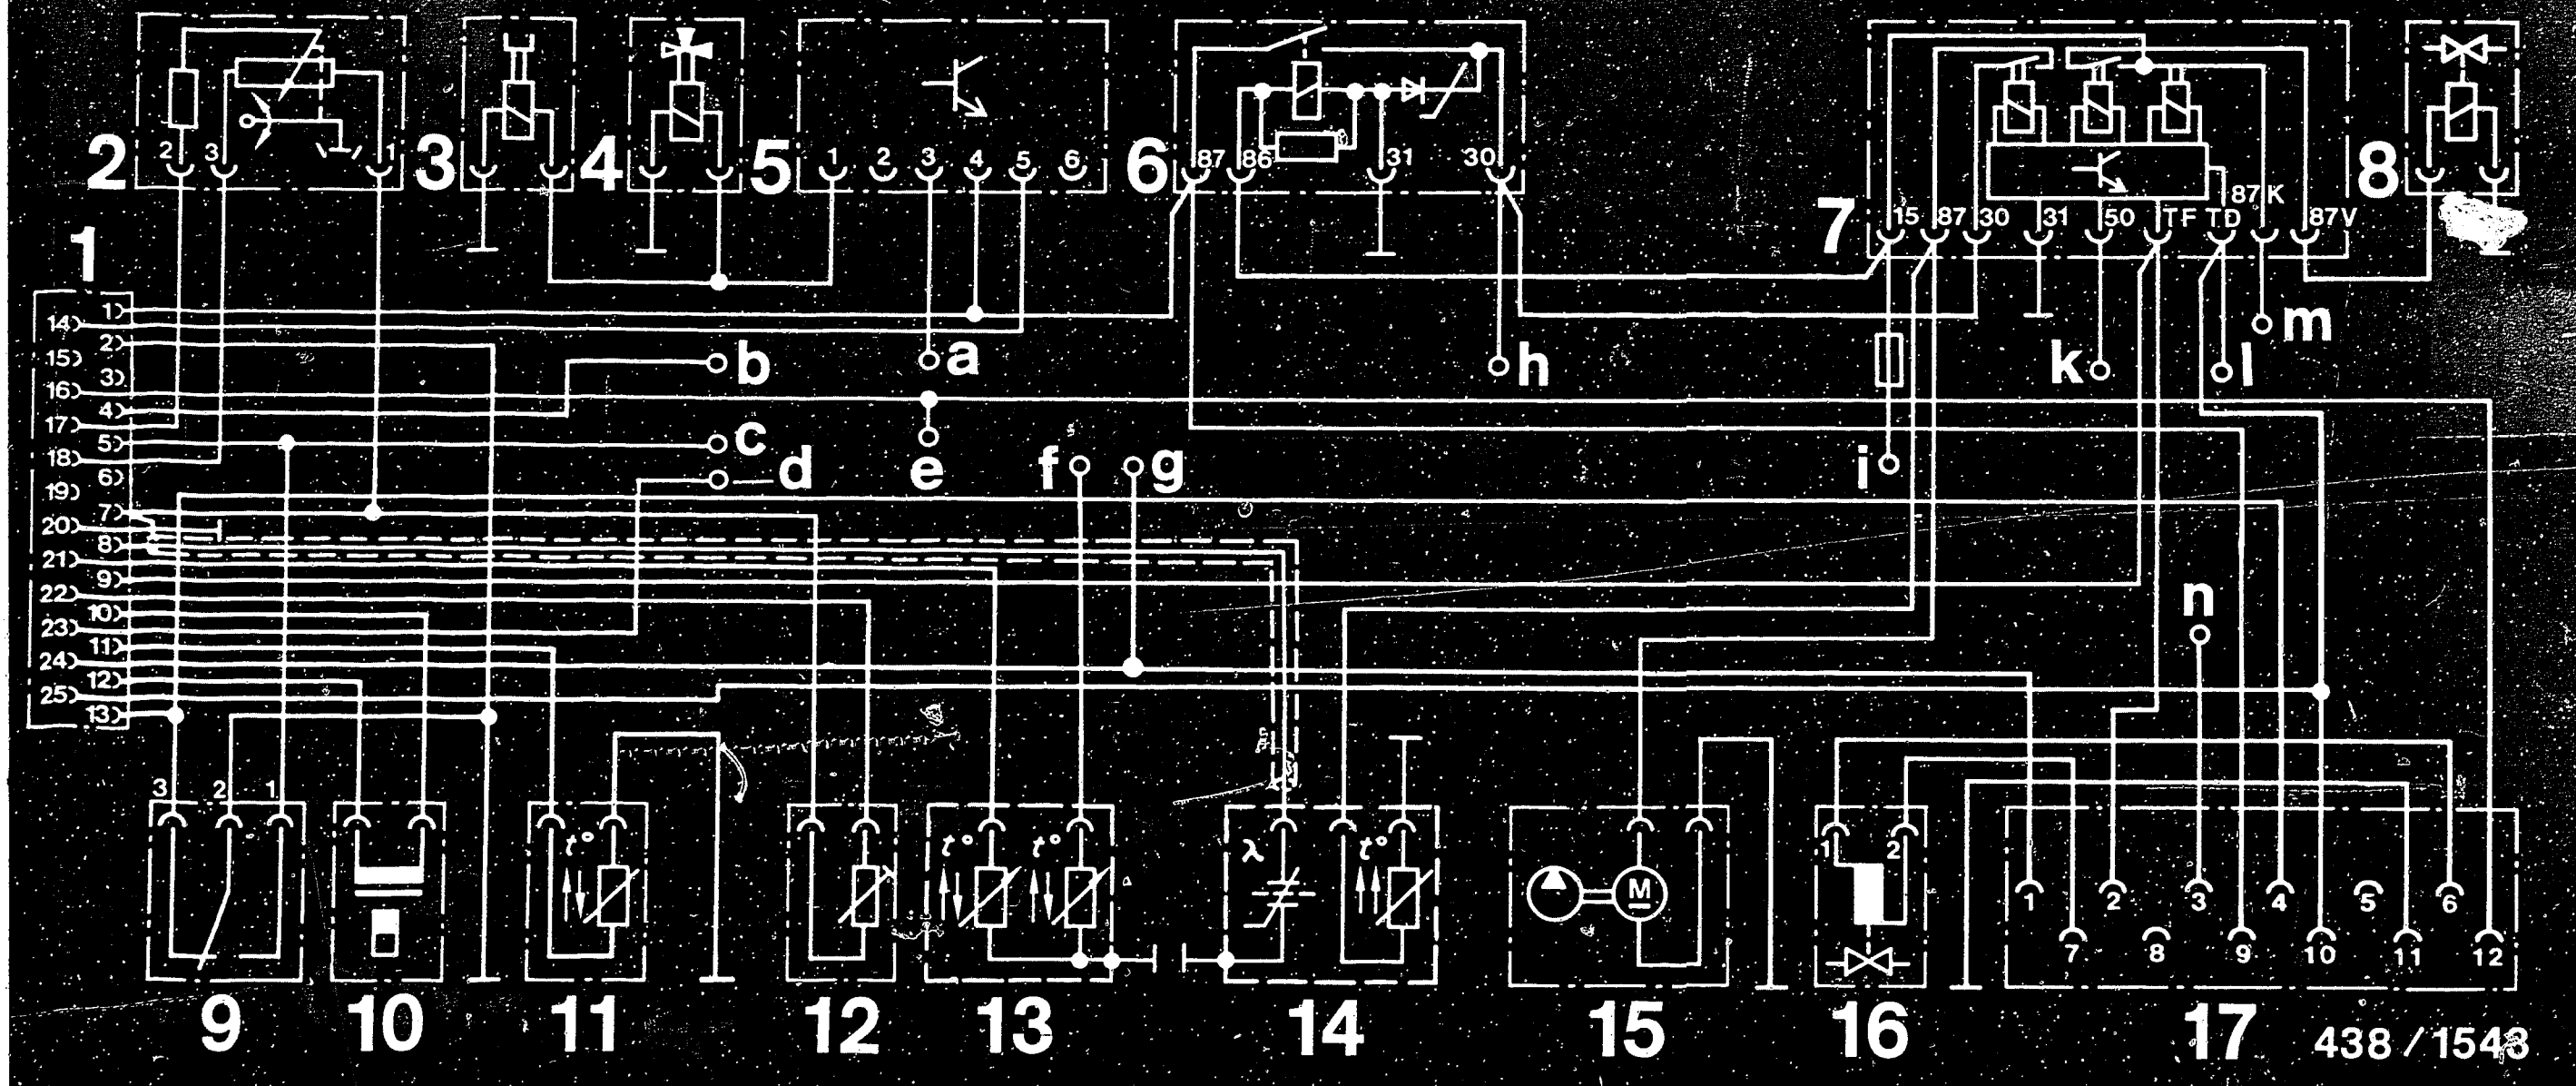 2 3 1 2
3
4
1 2 3 4 5 6 5
87 86 31 30 6
87 K
15 87 30 31 50 TF TD 87V 7
8
1
1
14
15
2
3
16
4
17
5
18
6
19
7
20
8
21
9
22
10
23
11
24
12
25
13
b
a
h
k
l
m
c
d
e
f
g
i
n
3 2 1
t°
t° t°
λ t°
M
1 2
1 2 3 4 5 6
7 8 9 10 11 12
9 10 11 12 13 14 15 16 17
438/1543